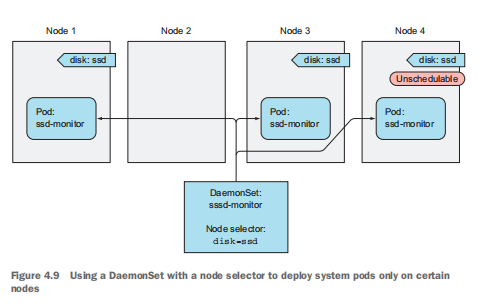 Node 1
Node 2
Node 3
Node 4
disk: ssd
disk: ssd
disk: ssd
Unschedulable
Pod:
ssd-monitor
Pod:
ssd-monitor
Pod:
ssd-monitor
DaemonSet:
sssd-monitor
Node selector:
disk=ssd
Figure 4.9 Using a DaemonSet with a node selector to deploy system pods only on certain
nodes